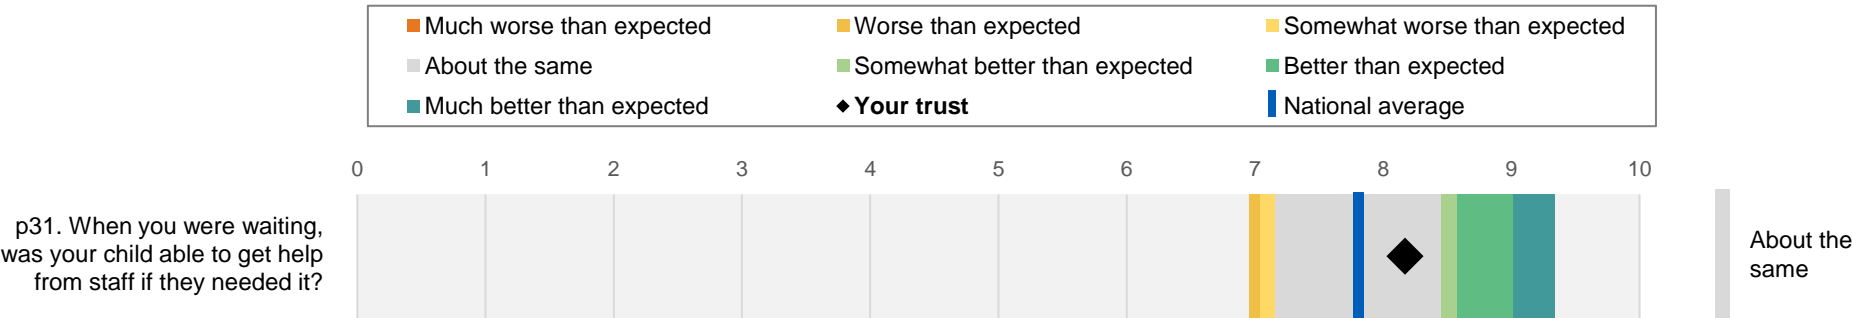 Much worse than expected Worse than expected Somewhat worse than expected
About the same Somewhat better than expected Better than expected
Much better than expected Your trust National average
0 1 2 3 4 5 6 7 8 9 10
p31. When you were waiting,
was your child able to get help
from staff if they needed it?
About the
same